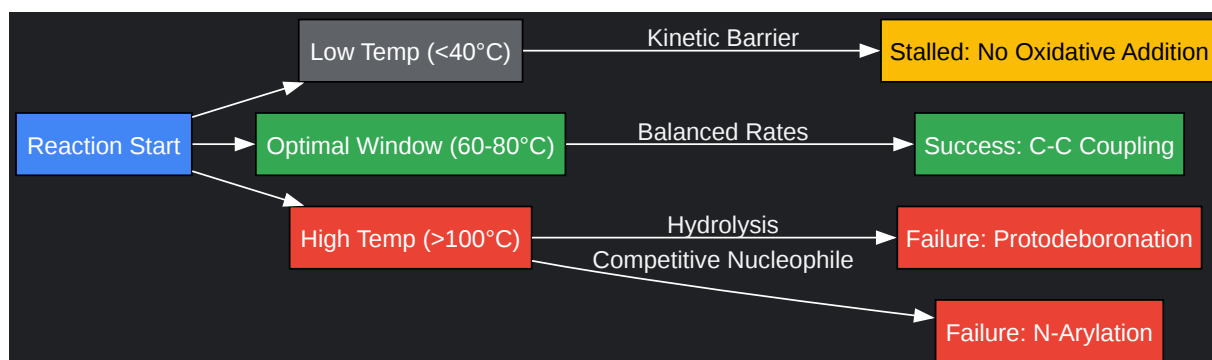 Low Temp (<40°C)
Kinetic Barrier
Stalled: No Oxidative Addition
Reaction Start
Optimal Window (60-80°C)
Balanced Rates
Success: C-C Coupling
High Temp (>100°C)
Hydrolysis
Failure: Protodeboronation
Competitive Nucleophile
Failure: N-Arylation